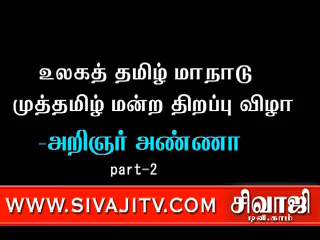 உலகத் தமிழ் மாநாடு
முத்தமிழ் மன்ற திறப்பு விழா
-அறிஞர் அண்ணா
part-2
WWW.SIVAJITV.COM சிவாஜி
டிவி.காம்